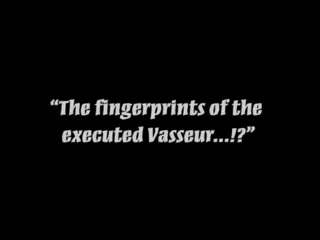 “The fingerprints of the
executed Vasseur...!?”